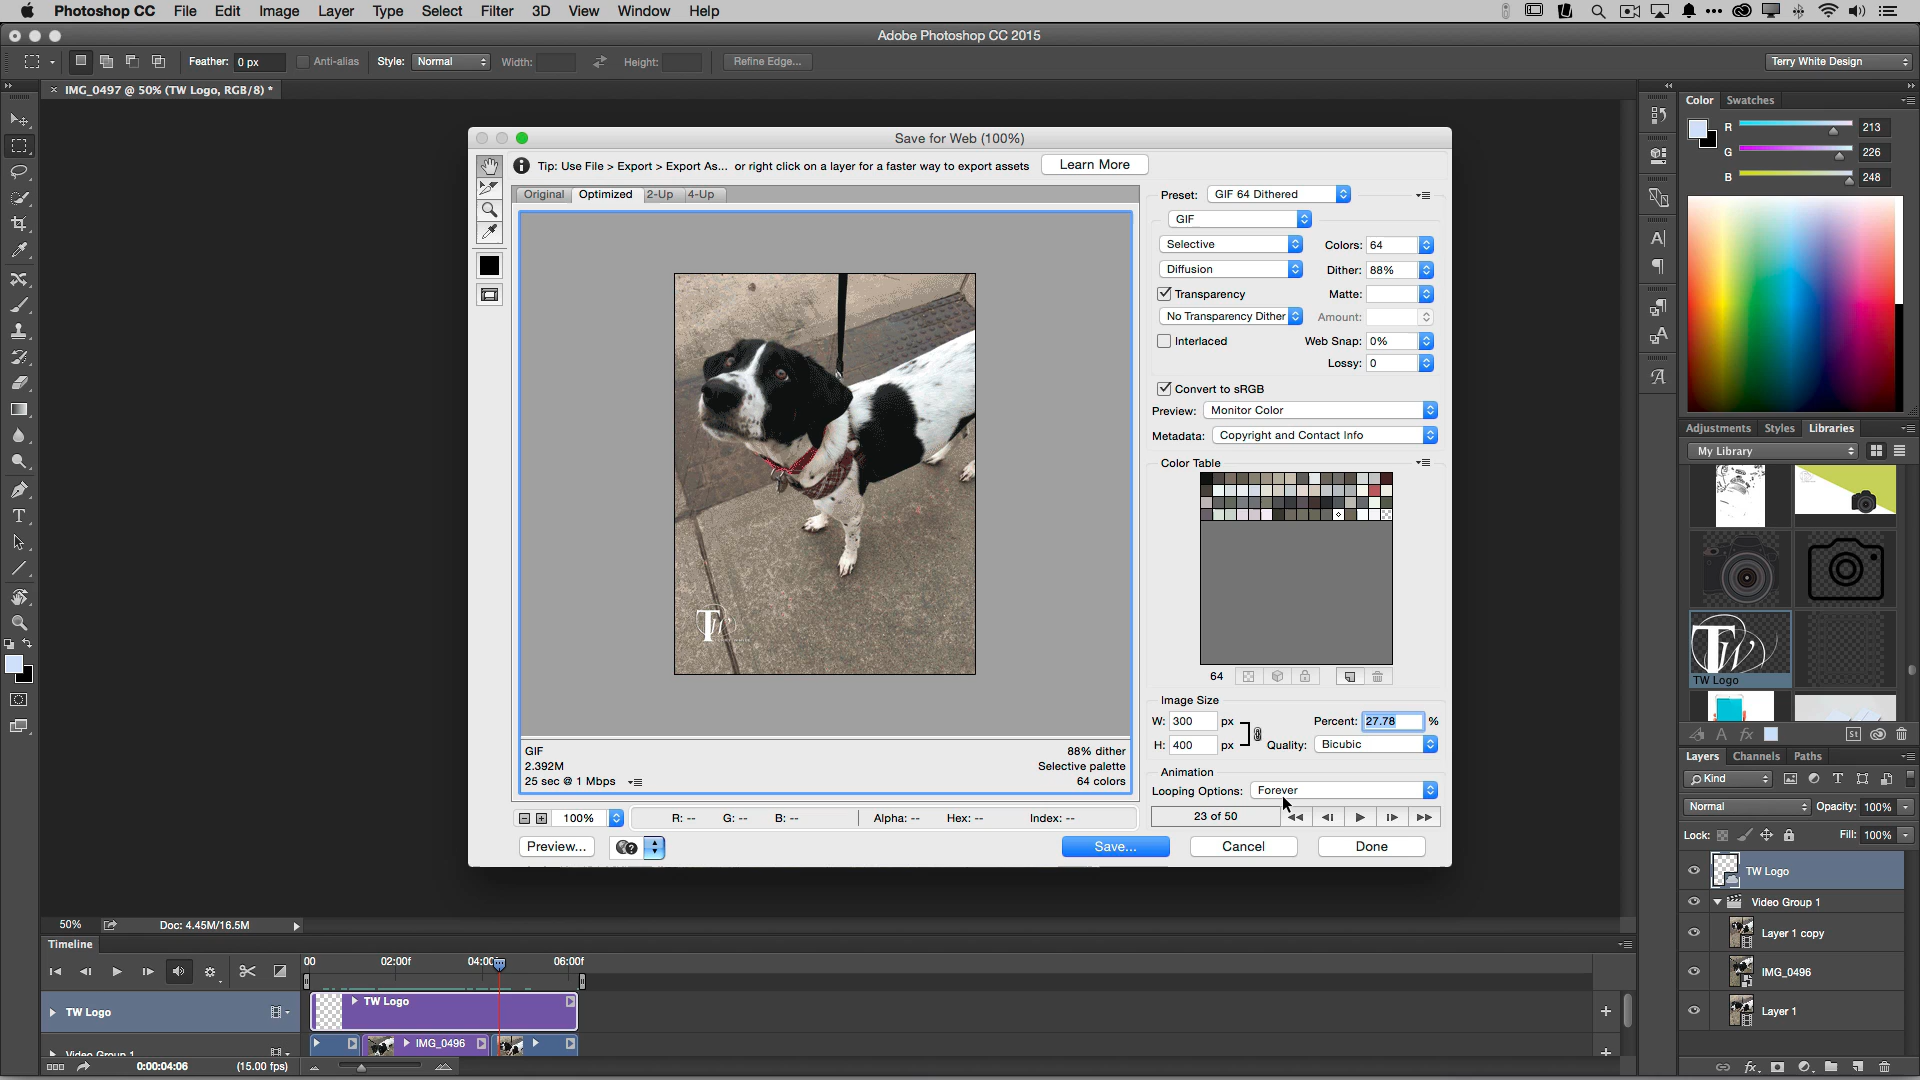 Photoshop CC File Edit Image Layer Type Select Filter 3D View Window Help
Adobe Photoshop CC 2015
Feather: 0 px Anti-alias Style: Normal Width: Height: Refine Edge... Terry White Design
× IMG_0497 @ 50% (TW Logo, RGB/8) *
Color Swatches
R 213
G 226
B 248
Save for Web (100%)
Tip: Use File > Export > Export As... or right click on a layer for a faster way to export assets Learn More
Original Optimized 2-Up 4-Up
Preset: GIF 64 Dithered
GIF
Selective Colors: 64
Diffusion Dither: 88%
Transparency Matte:
No Transparency Dither Amount:
Interlaced Web Snap: 0%
Lossy: 0
Convert to sRGB
Preview: Monitor Color
Metadata: Copyright and Contact Info
Color Table
64
Image Size
W: 300 px Percent: 27.78 %
H: 400 px Quality: Bicubic
Animation
Looping Options: Forever
23 of 50
TW
GIF 88% dither
2.392M Selective palette
25 sec @ 1 Mbps 64 colors
100% R: -- G: -- B: -- Alpha: -- Hex: -- Index: --
Preview... Save... Cancel Done
Adjustments Styles Libraries
My Library
TW
TW Logo
St
Layers Channels Paths
Kind
Normal Opacity: 100%
Lock: Fill: 100%
TW Logo
Video Group 1
Layer 1 copy
IMG_0496
Layer 1
50% Doc: 4.45M/16.5M
Timeline
00 02:00f 04:00f 06:00f
TW Logo TW Logo
Video Group 1 IMG_0496
0:00:04:06 (15.00 fps)